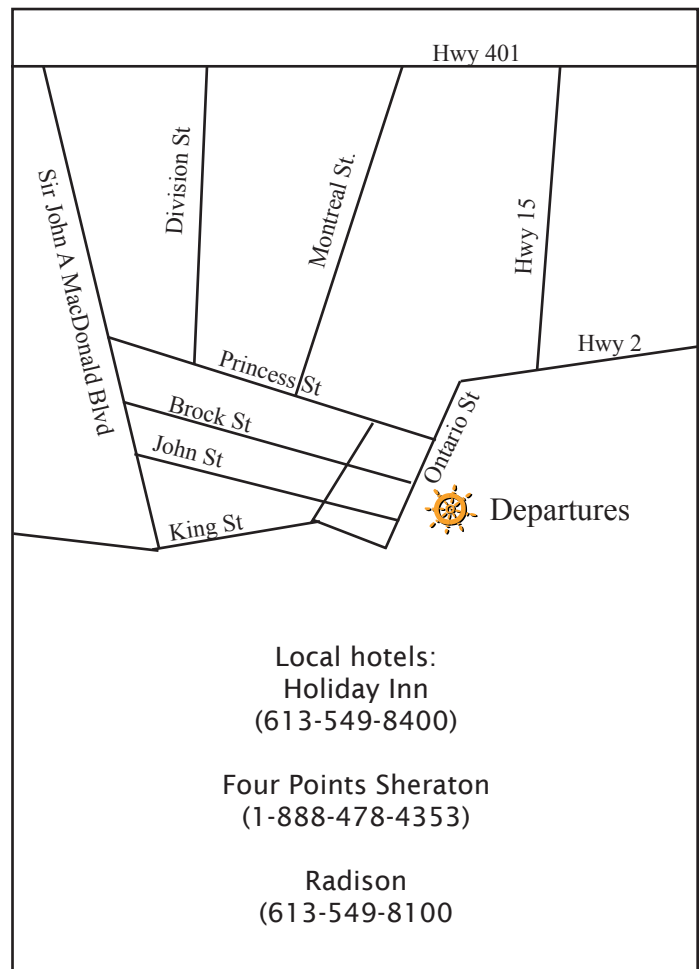 Hwy 401
Sir John A MacDonald Blvd
Division St
Montreal St.
Hwy 15
Hwy 2
Princess St
Brock St
Ontario St
John St
King St
Departures
Local hotels:
Holiday Inn
(613-549-8400)
Four Points Sheraton
(1-888-478-4353)
Radison
(613-549-8100